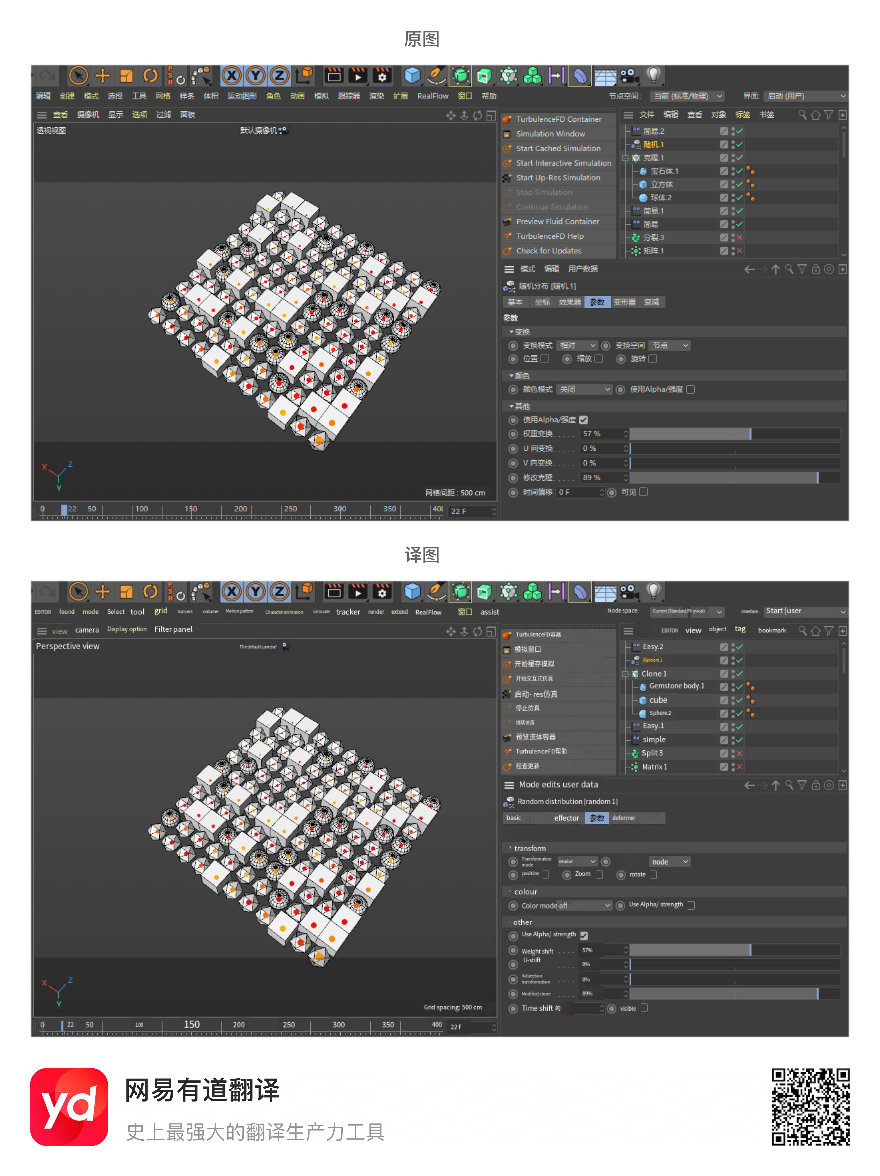 原图
编辑 创建 模式 选择 工具 网格 样条 体积 运动图形 角色 动画 模拟 跟踪器 渲染 扩展 RealFlow 窗口 帮助 节点空间: 当前 (标准/物理) 界面: 启动 (用户)
查看 摄像机 显示 选项 过滤 面板
透视视图 默认摄像机
网格间距 : 500 cm
X Z Y
0 22 50 100 150 200 250 300 350 40 22 F
TurbulenceFD Container
Simulation Window
Start Cached Simulation
Start Interactive Simulation
Start Up-Res Simulation
Stop Simulation
Continue Simulation
Preview Fluid Container
TurbulenceFD Help
Check for Updates
文件 编辑 查看 对象 标签 书签
简易.2
随机.1
克隆.1
宝石体.1
立方体
球体.2
简易.1
简易
分裂.3
矩阵.1
模式 编辑 用户数据
随机分布 [随机.1]
基本 坐标 效果器 参数 变形器 衰减
参数
变换
变换模式 相对 变换空间 节点
位置 缩放 旋转
颜色
颜色模式 关闭 使用Alpha/强度
其他
使用Alpha/强度
权重变换 . . . . 57 %
U 向变换 . . . 0 %
V 向变换 . . . 0 %
修改克隆 . . . . 89 %
时间偏移 0 F 可见
译图
EDITOR found mode Select tool grid volume Motion pattern tracker render extend RealFlow 窗口 assist Node space: Current (Standard/Physical) Interface: Start |user
view camera Display option Filter panel
Perspective view The default camera
Grid spacing: 500 cm
X Z Y
0 22 50 100 150 200 250 300 350 400 22 f
TurbulenceFD容器
模拟窗口
开始缓存模拟
开始交互式仿真
启动- res仿真
停止仿真
继续仿真
预览流体容器
TurbulenceFD帮助
检查更新
EDITOR view object tag bookmark
Easy.2
Random.1
Clone 1
Gemstone body.1
cube
Sphere.2
Easy.1
simple
Split 3
Matrix 1
Mode edits user data
Random distribution [random 1]
basic effector 参数 deformer
transform
Transformation mode node
position Zoom rotate
colour
Color mode off Use Alpha/ strength
other
Use Alpha/ strength
Weight shift . . . . 57%
U-shift . . . . 0%
V-direction transformation . . . 0%
Modified clone . . . . 89%
Time shift visible
yd
网易有道翻译
史上最强大的翻译生产力工具